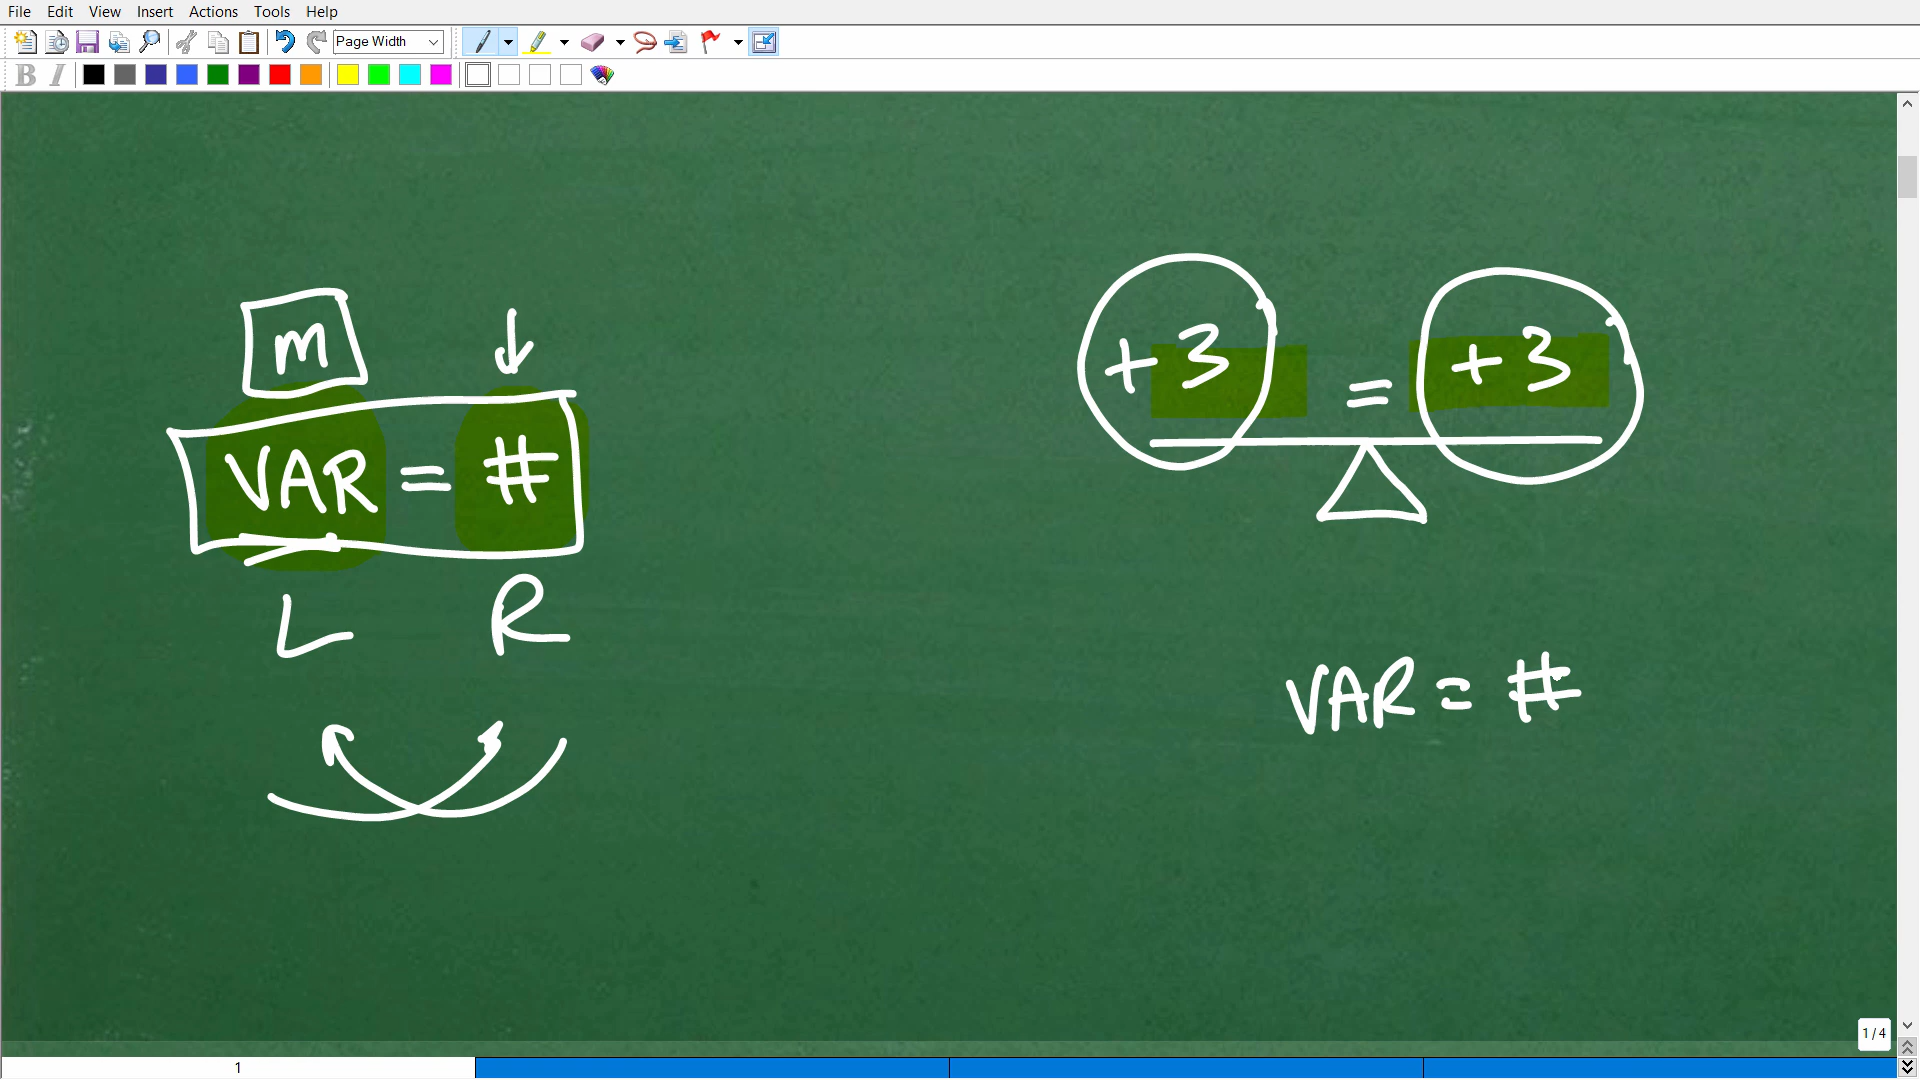 File Edit View Insert Actions Tools Help
Page Width
B I
m
VAR = #
L R
+3 = +3
VAR = #
1 / 4
1